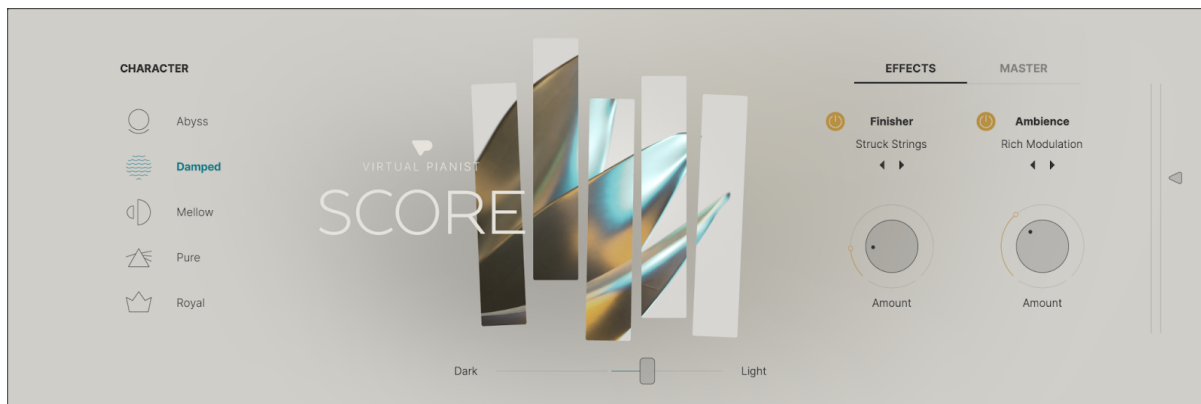 CHARACTER
Abyss
Damped
Mellow
Pure
Royal
VIRTUAL PIANIST
SCORE
Dark
Light
EFFECTS
MASTER
Finisher
Struck Strings
Amount
Ambience
Rich Modulation
Amount